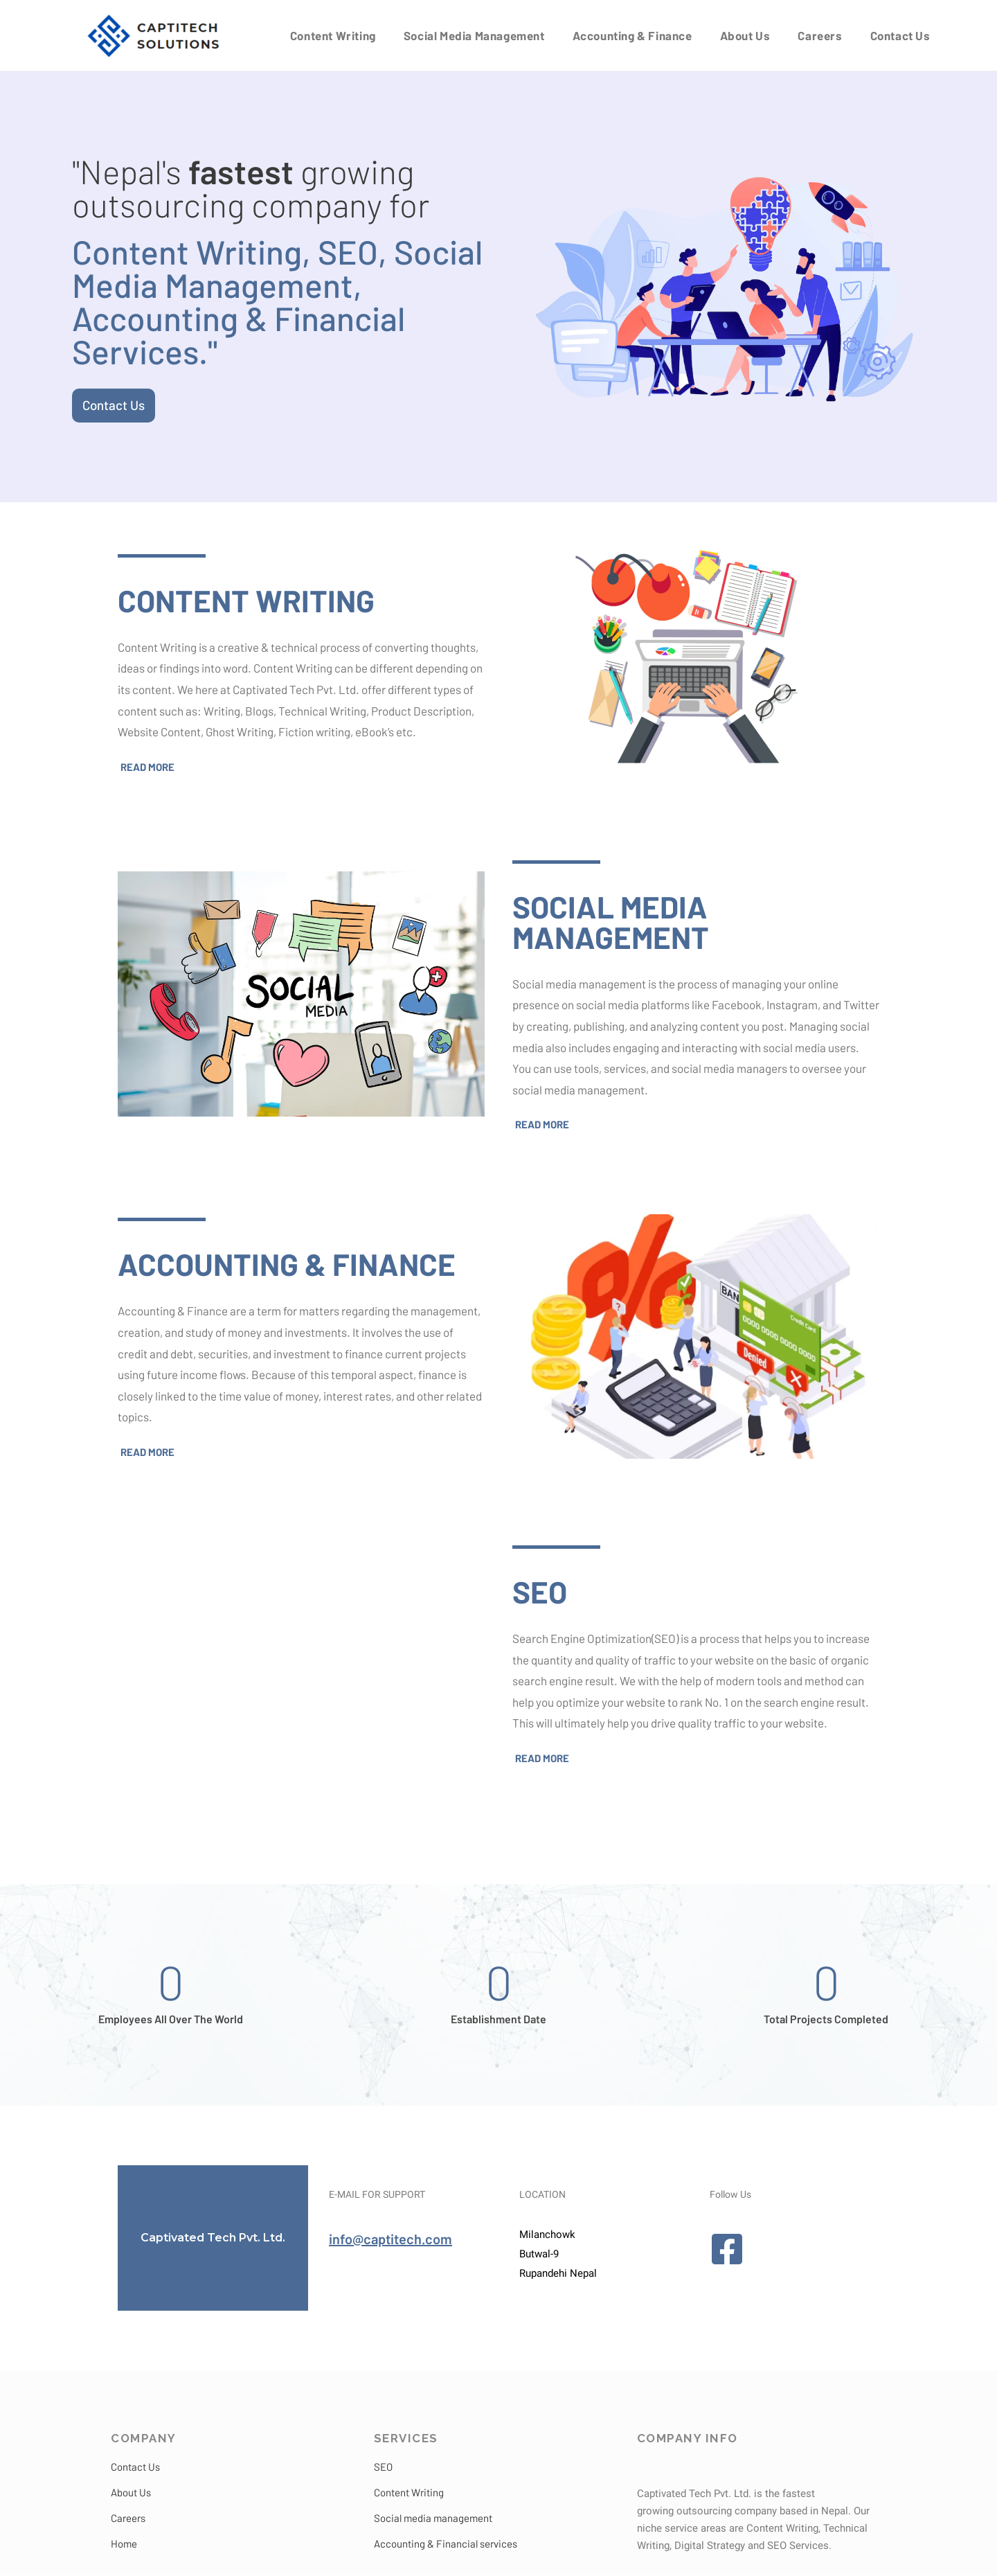 CAPTITECH
SOLUTIONS
Content Writing
Social Media Management
Accounting & Finance
About Us
Careers
Contact Us
"Nepal's fastest growing
outsourcing company for
Content Writing, SEO, Social
Media Management,
Accounting & Financial
Services."
Contact Us
CONTENT WRITING
Content Writing is a creative & technical process of converting thoughts,
ideas or findings into word. Content Writing can be different depending on
its content. We here at Captivated Tech Pvt. Ltd. offer different types of
content such as: Writing, Blogs, Technical Writing, Product Description,
Website Content, Ghost Writing, Fiction writing, eBook's etc.
READ MORE
SOCIAL
MEDIA
SOCIAL MEDIA
MANAGEMENT
Social media management is the process of managing your online
presence on social media platforms like Facebook, Instagram, and Twitter
by creating, publishing, and analyzing content you post. Managing social
media also includes engaging and interacting with social media users.
You can use tools, services, and social media managers to oversee your
social media management.
READ MORE
ACCOUNTING & FINANCE
Accounting & Finance are a term for matters regarding the management,
creation, and study of money and investments. It involves the use of
credit and debt, securities, and investment to finance current projects
using future income flows. Because of this temporal aspect, finance is
closely linked to the time value of money, interest rates, and other related
topics.
READ MORE
%
?
BAN
Credit Card
0000 0000 0000 0000
Denied
SEO
Search Engine Optimization(SEO) is a process that helps you to increase
the quantity and quality of traffic to your website on the basic of organic
search engine result. We with the help of modern tools and method can
help you optimize your website to rank No. 1 on the search engine result.
This will ultimately help you drive quality traffic to your website.
READ MORE
0
Employees All Over The World
0
Establishment Date
0
Total Projects Completed
Captivated Tech Pvt. Ltd.
E-MAIL FOR SUPPORT
info@captitech.com
LOCATION
Milanchowk
Butwal-9
Rupandehi Nepal
Follow Us
COMPANY
Contact Us
About Us
Careers
Home
SERVICES
SEO
Content Writing
Social media management
Accounting & Financial services
COMPANY INFO
Captivated Tech Pvt. Ltd. is the fastest
growing outsourcing company based in Nepal. Our
niche service areas are Content Writing, Technical
Writing, Digital Strategy and SEO Services.